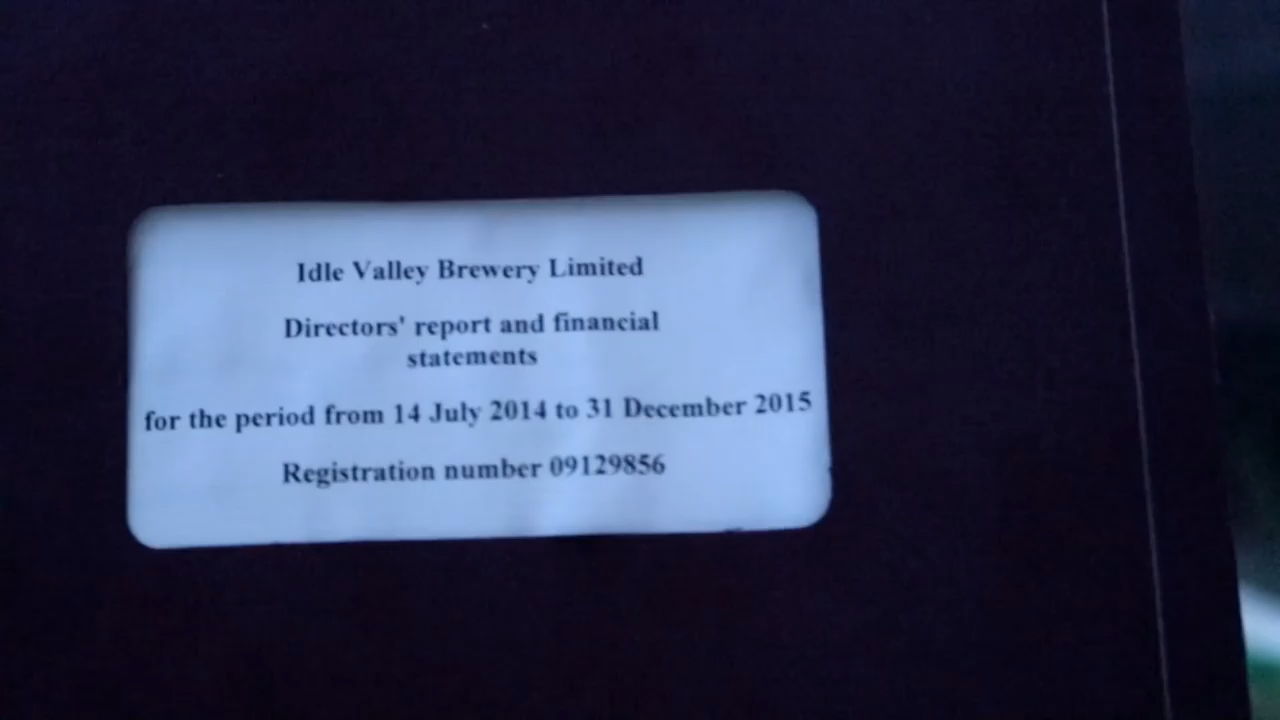 Idle Valley Brewery Limited
Directors' report and financial
statements
for the period from 14 July 2014 to 31 December 2015
Registration number 09129856